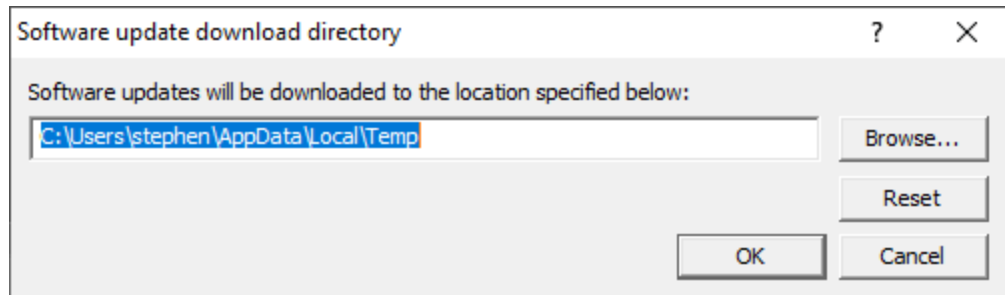 Software update download directory
?
Software updates will be downloaded to the location specified below:
C:\Users\stephen\AppData\Local\Temp
Browse...
Reset
OK
Cancel